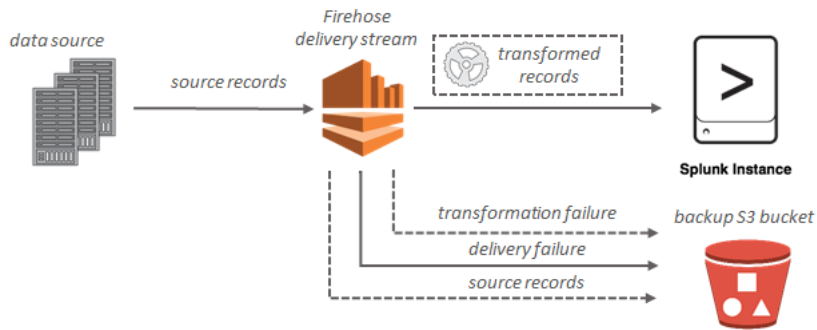 data source
source records
Firehose
delivery stream
transformed
records
>
Splunk Instance
transformation failure
backup S3 bucket
delivery failure
source records